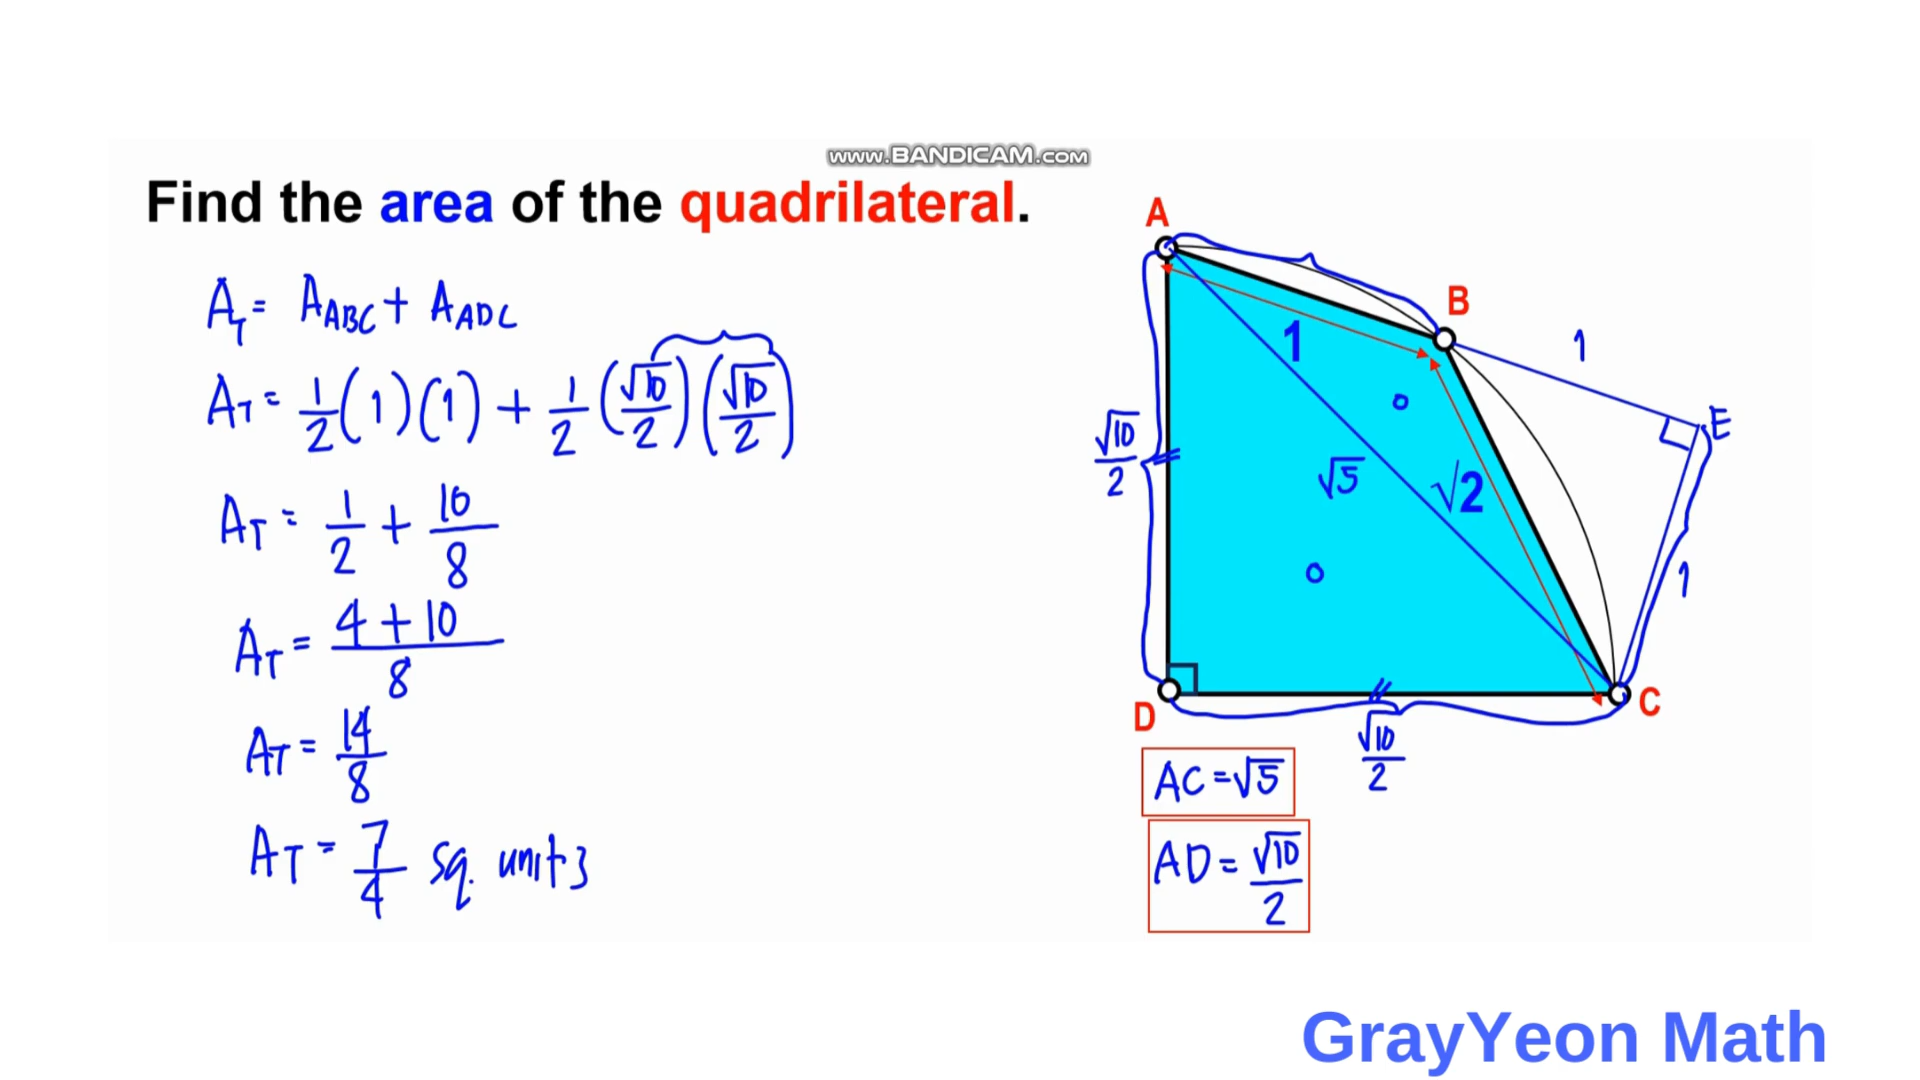 www.BANDICAM.com
Find the area of the quadrilateral.
A_T = A_ABC + A_ADC
A_T = 1/2 (1)(1) + 1/2 (√10/2)(√10/2)
A_T = 1/2 + 10/8
A_T = 4 + 10/8
A_T = 14/8
A_T = 7/4 sq. units
A
B
1
1
E
√10/2
√5
√2
1
D
C
√10/2
AC = √5
AD = √10/2
GrayYeon Math